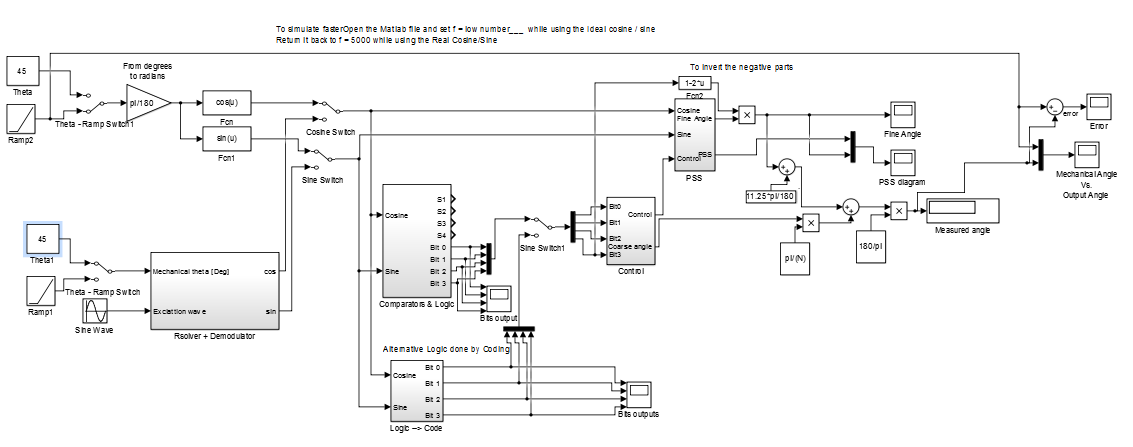 To simulate fasterOpen the Matlab file and set f = low number___ while using the ideal cosine / sine
Return it back to f = 5000 while using the Real Cosine/Sine
45
Theta
Ramp2
From degrees
to radians
Theta - Ramp Switch1
pi/180
cos(u)
Fcn
sin(u)
Fcn1
Cosine Switch
Sine Switch
To invert the negative parts
1-2*u
Fcn2
Cosine
Fine Angle
Sine
Control
PSS
PSS
×
Fine Angle
PSS diagram
11.25*pi/180
error
Error
Mechanical Angle
Vs.
Output Angle
Measured angle
×
×
pi/(N)
180/pi
Cosine
Sine
S1
S2
S3
S4
Bit 0
Bit 1
Bit 2
Bit 3
Comparators & Logic
Bits output
Sine Switch1
Bit0
Bit1
Bit2
Bit3
Control
Coarse angle
Control
45
Theta1
Ramp1
Theta - Ramp Switch
Sine Wave
Mechanical theta [Deg]
Excitation wave
cos
sin
Rsolver + Demodulator
Alternative Logic done by Coding
Cosine
Sine
Bit 0
Bit 1
Bit 2
Bit 3
Logic --> Code
Bits outputs